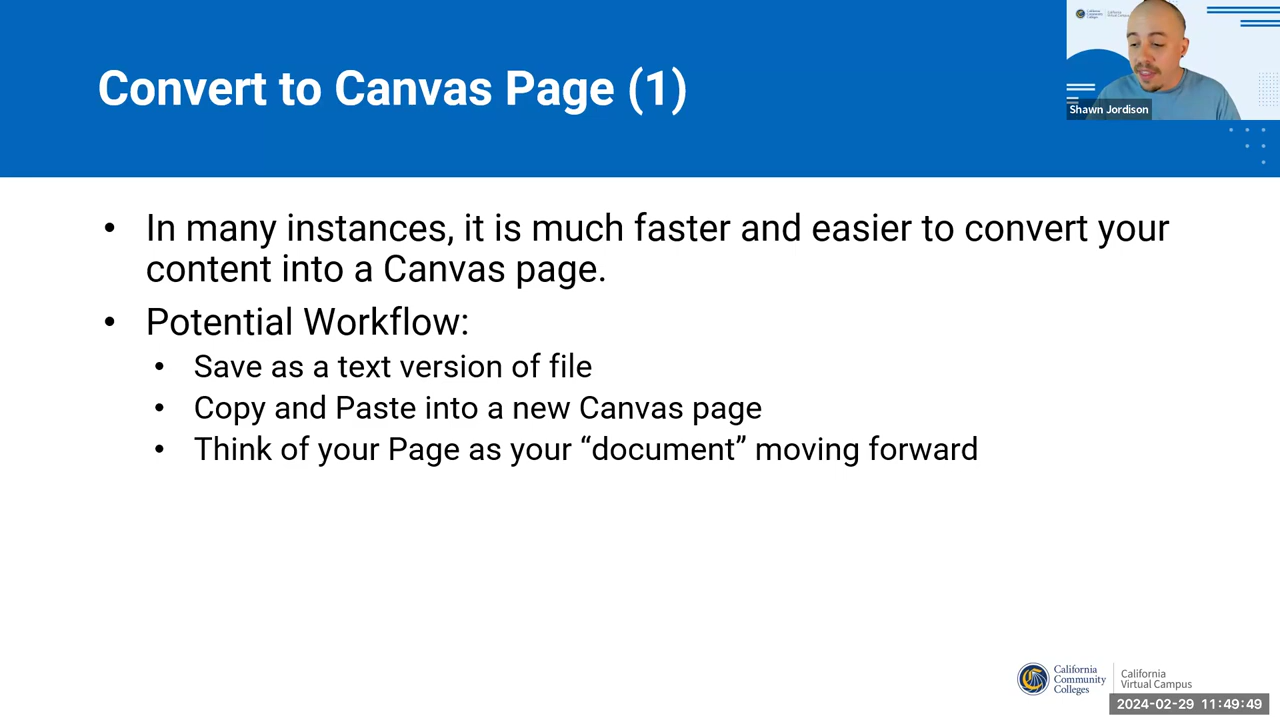 Convert to Canvas Page (1)
Shawn Jordison
• In many instances, it is much faster and easier to convert your
content into a Canvas page.
• Potential Workflow:
• Save as a text version of file
• Copy and Paste into a new Canvas page
• Think of your Page as your “document” moving forward
California
Community
Colleges
California
Virtual Campus
2024-02-29 11:49:49